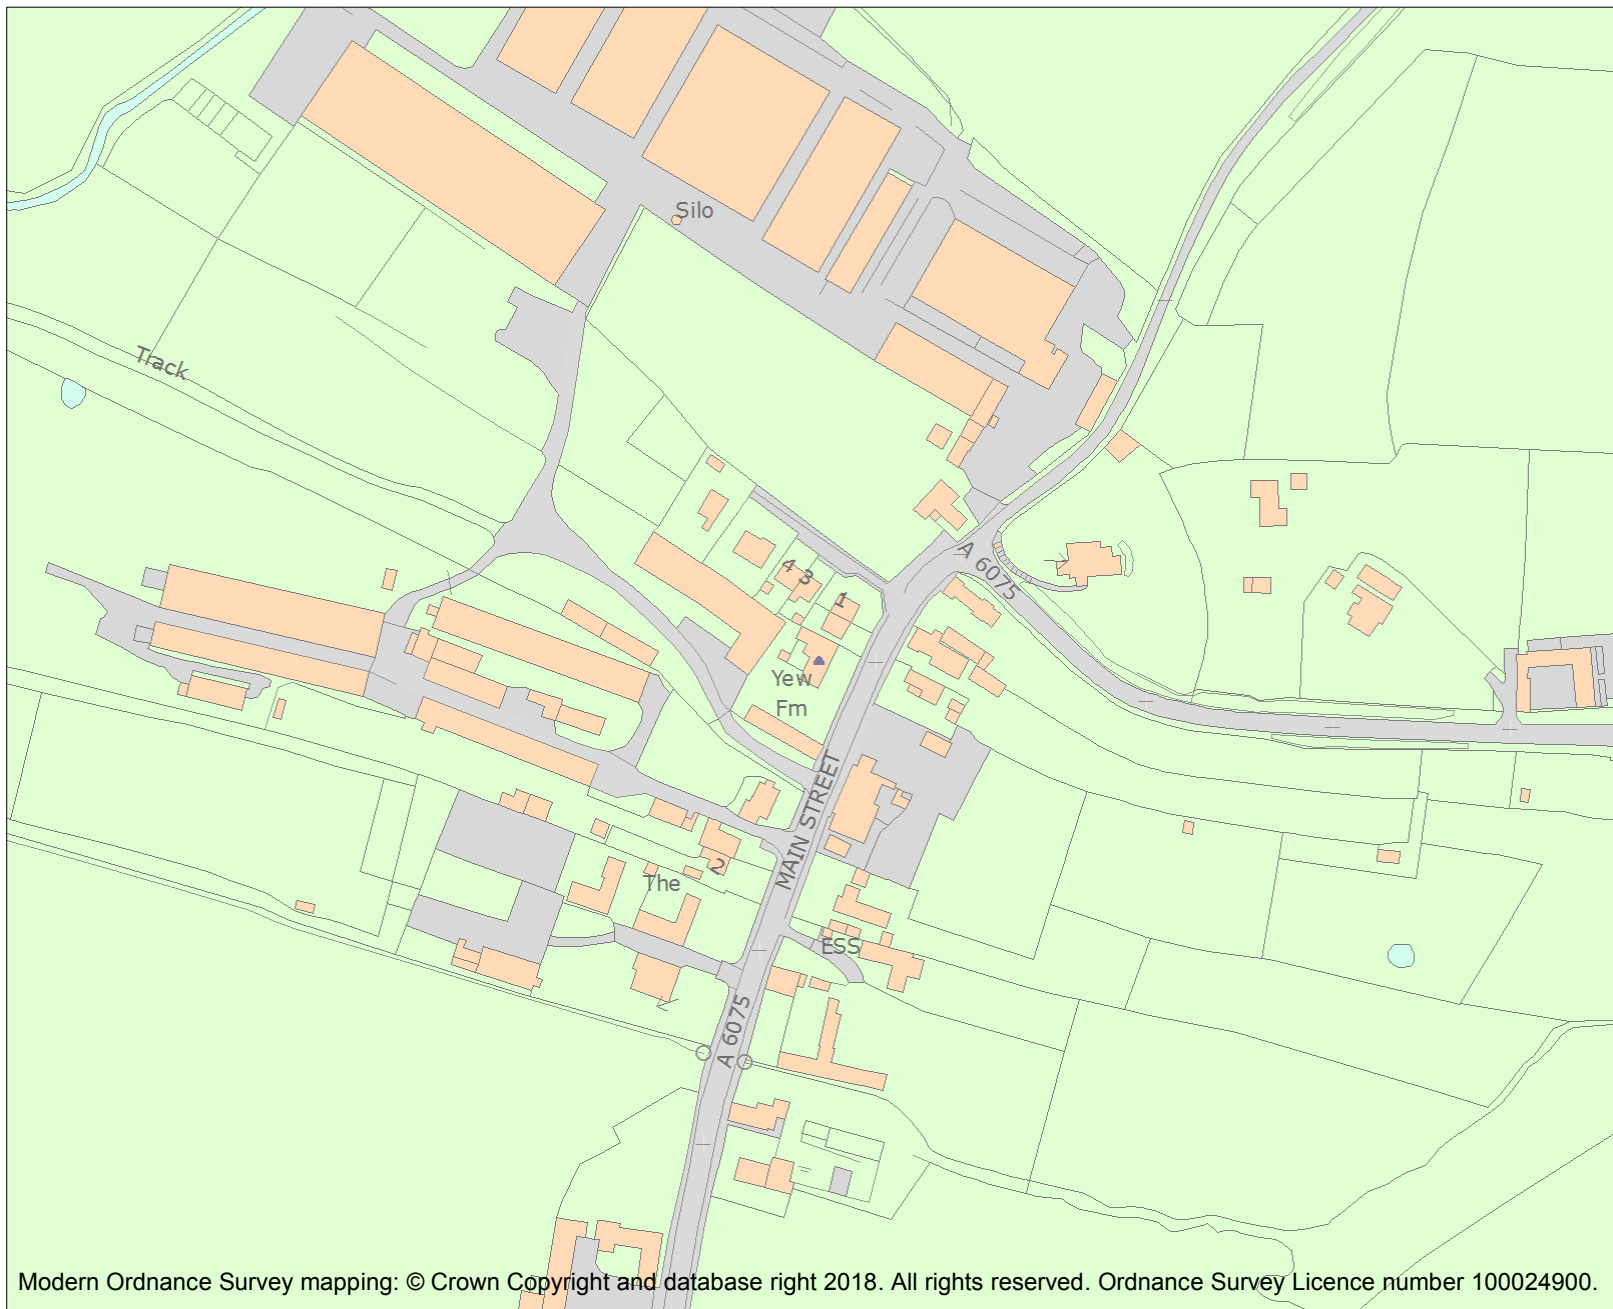 Silo
Track
A 6075
4 3
1
Yew
Fm
MAIN STREET
2
The
ESS
A 6075
Modern Ordnance Survey mapping: © Crown Copyright and database right 2018. All rights reserved. Ordnance Survey Licence number 100024900.